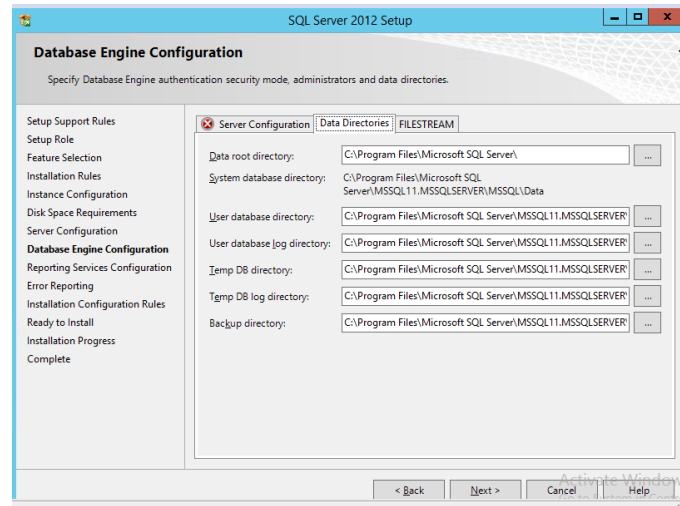 SQL Server 2012 Setup
Database Engine Configuration
Specify Database Engine authentication security mode, administrators and data directories.
Setup Support Rules
Setup Role
Feature Selection
Installation Rules
Instance Configuration
Disk Space Requirements
Server Configuration
Database Engine Configuration
Reporting Services Configuration
Error Reporting
Installation Configuration Rules
Ready to Install
Installation Progress
Complete
Server Configuration Data Directories FILESTREAM
Data root directory: C:\Program Files\Microsoft SQL Server\ ...
System database directory: C:\Program Files\Microsoft SQL
Server\MSSQL11.MSSQLSERVER\MSSQL\Data
User database directory: C:\Program Files\Microsoft SQL Server\MSSQL11.MSSQLSERVER\ ...
User database log directory: C:\Program Files\Microsoft SQL Server\MSSQL11.MSSQLSERVER\ ...
Temp DB directory: C:\Program Files\Microsoft SQL Server\MSSQL11.MSSQLSERVER\ ...
Temp DB log directory: C:\Program Files\Microsoft SQL Server\MSSQL11.MSSQLSERVER\ ...
Backup directory: C:\Program Files\Microsoft SQL Server\MSSQL11.MSSQLSERVER\ ...
Activate Window
< Back Next > Cancel Help